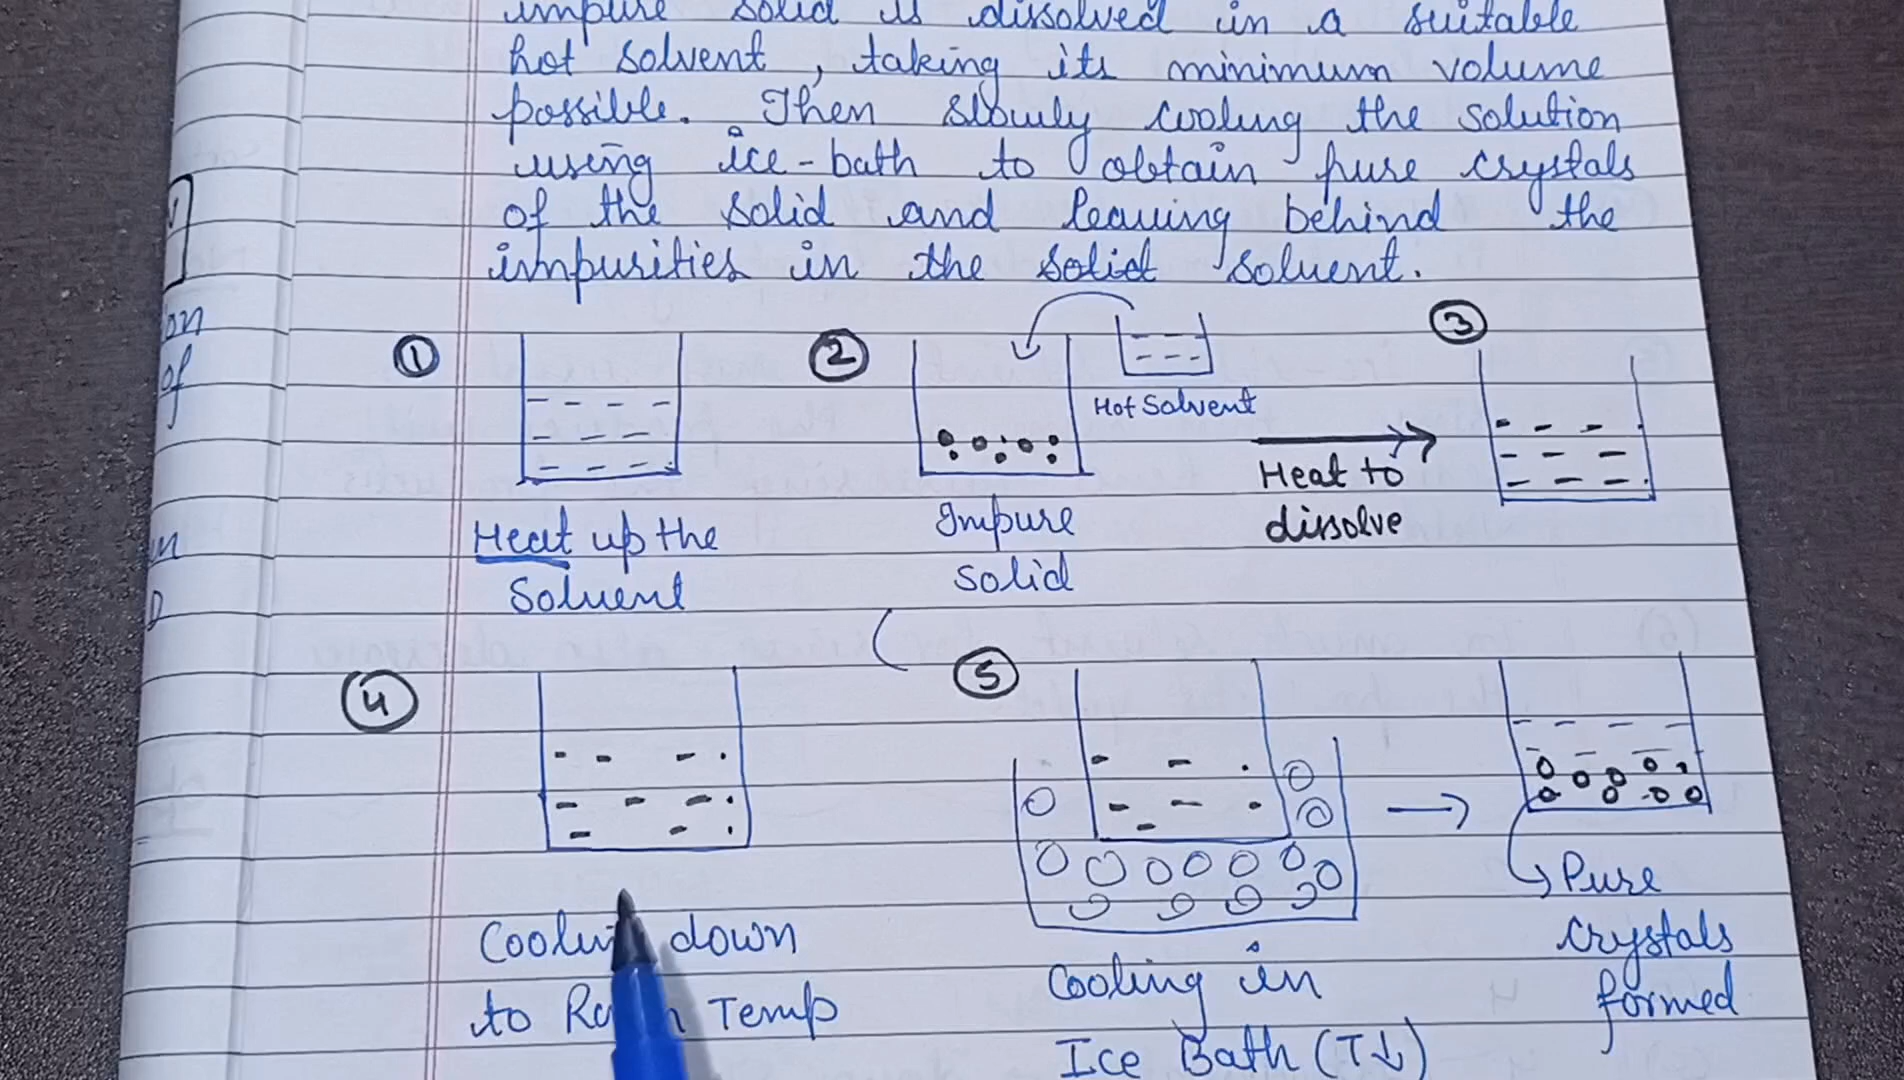 impure solid is dissolved in a suitable
hot solvent, taking its minimum volume
possible. Then slowly cooling the solution
using ice-bath to obtain pure crystals
of the solid and leaving behind the
impurities in the solid solvent.
on
of
①
②
③
Hot Solvent
Heat to
dissolve
Impure
Solid
Heat up the
Solvent
④
⑤
Pure
crystals
formed
down
to Temp
Cooling in
Ice Bath (T↓)